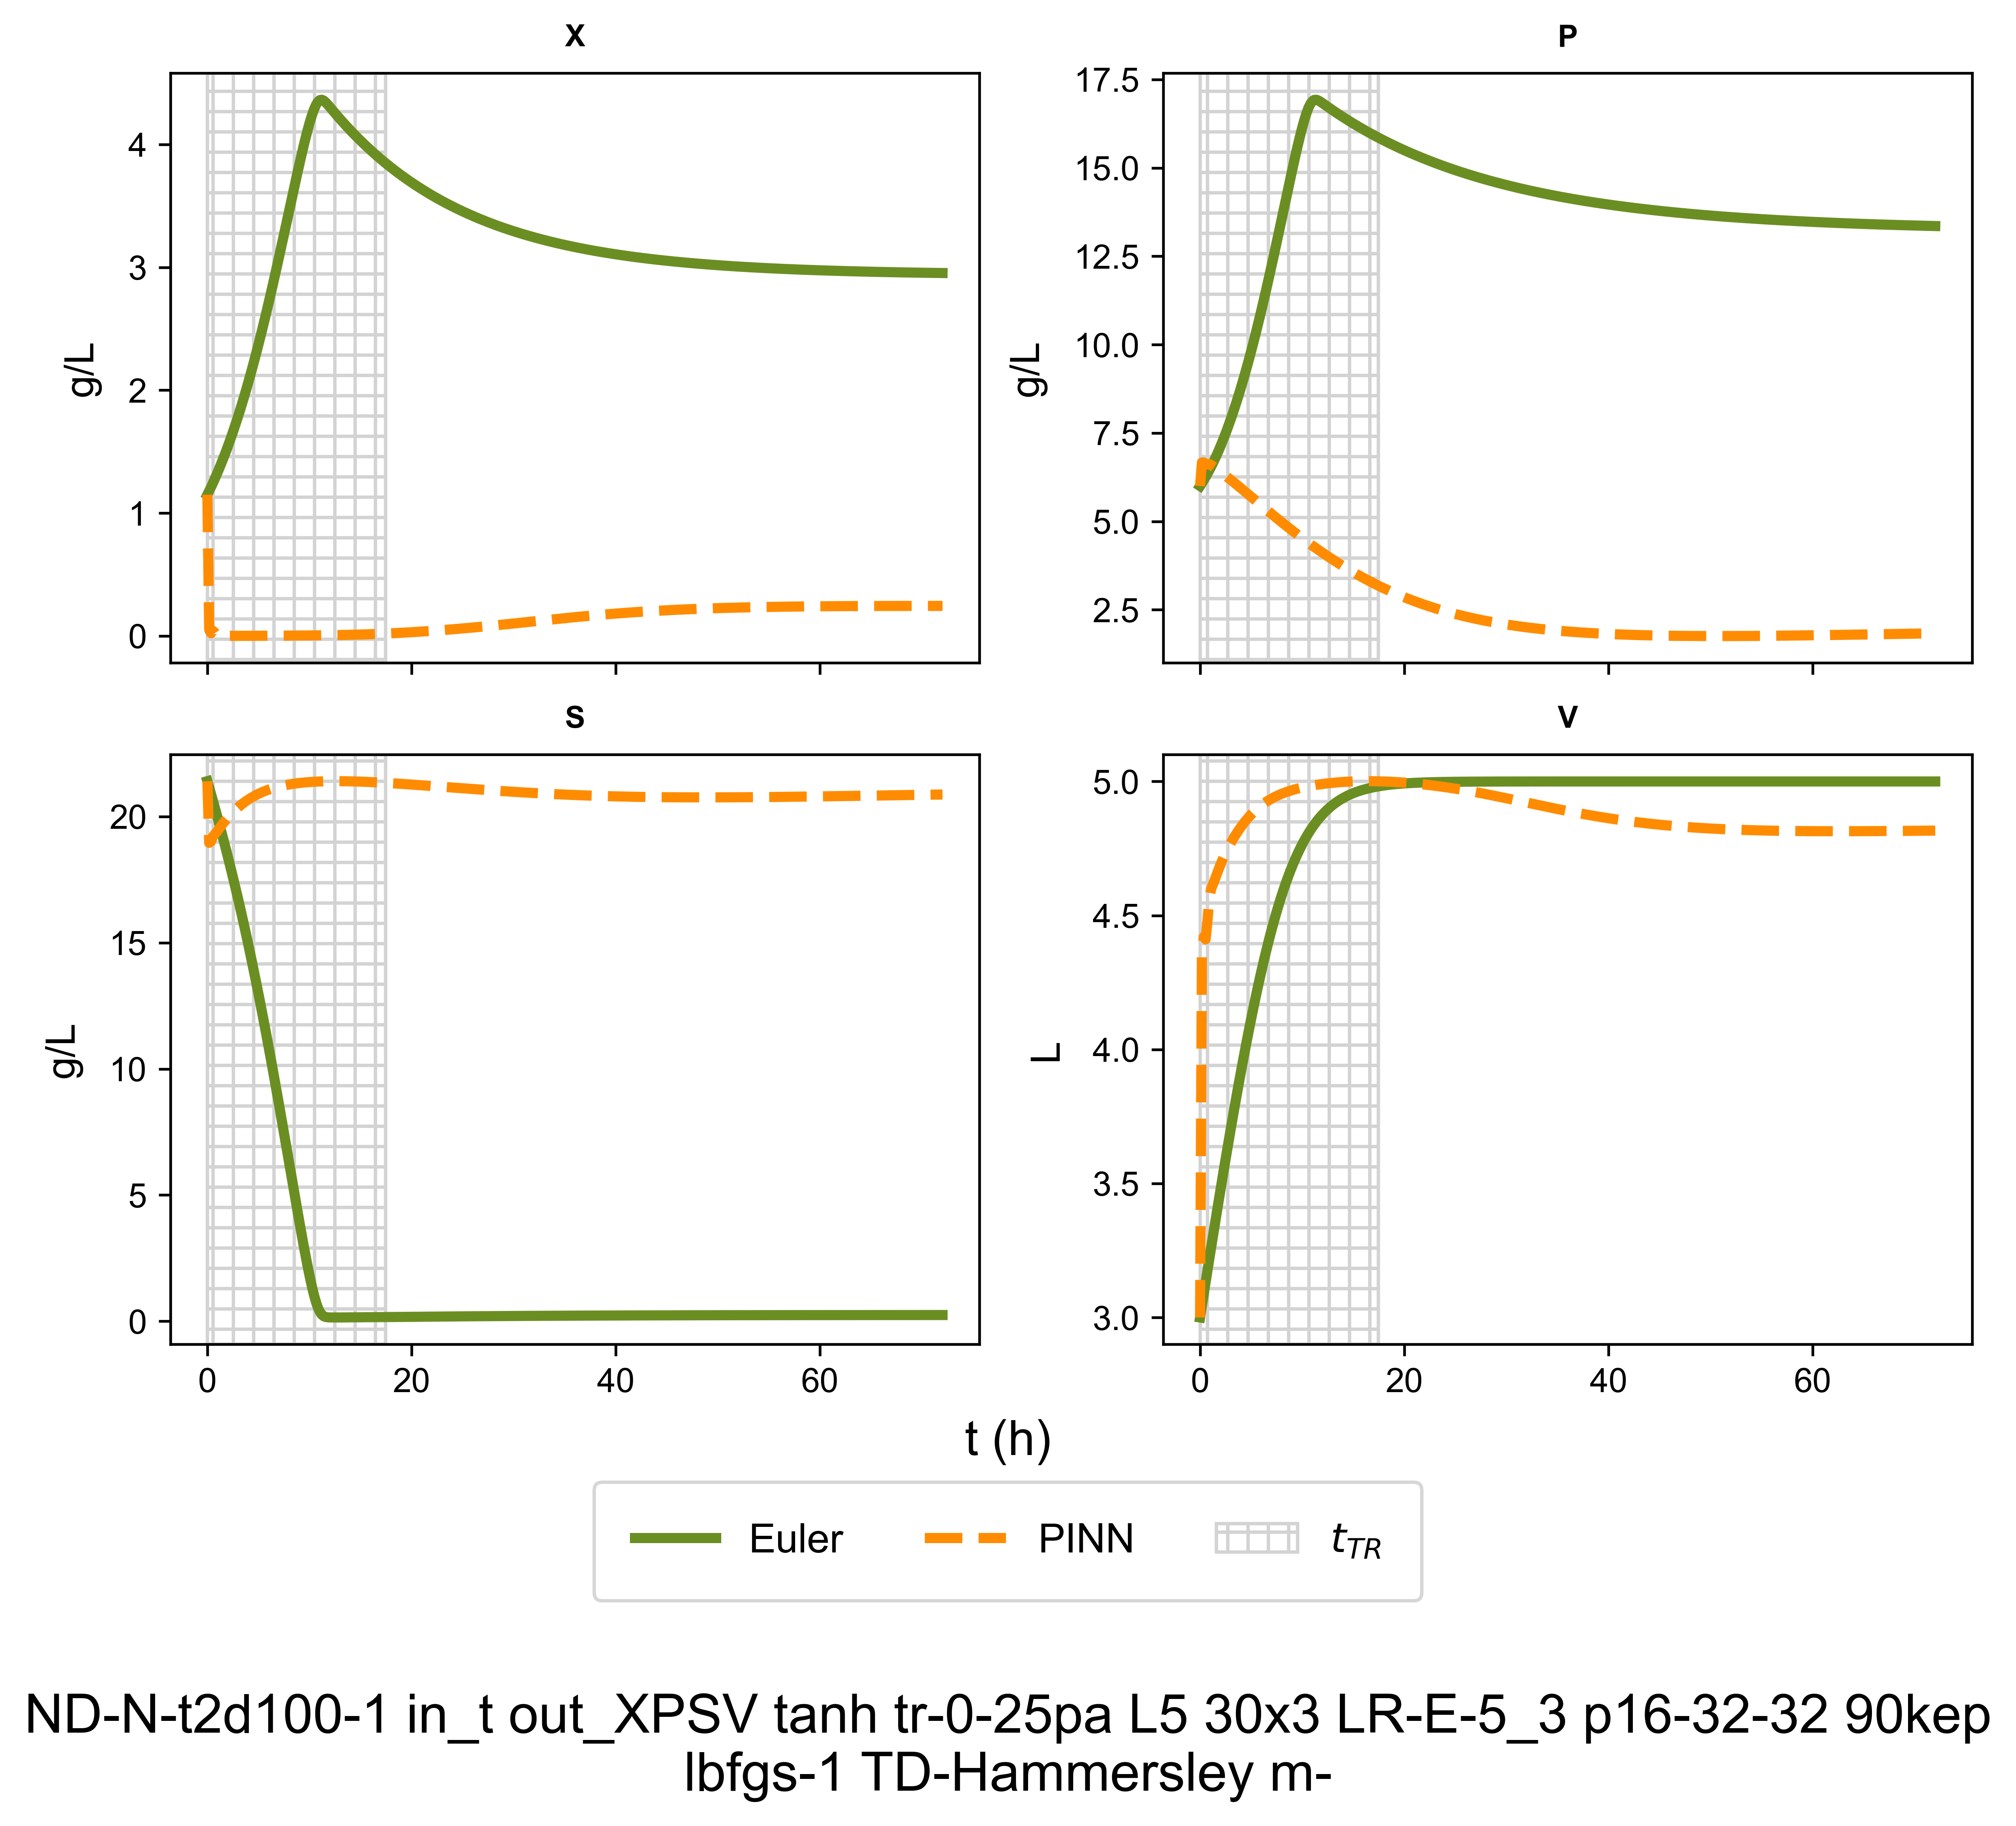 X
P
4
3
2
1
0
g/L
17.5
15.0
12.5
10.0
7.5
5.0
2.5
g/L
S
V
20
15
10
5
0
g/L
0
20
40
60
5.0
4.5
4.0
3.5
3.0
L
0
20
40
60
t (h)
Euler
PINN
t_TR
ND-N-t2d100-1 in_t out_XPSV tanh tr-0-25pa L5 30x3 LR-E-5_3 p16-32-32 90kep
lbfgs-1 TD-Hammersley m-